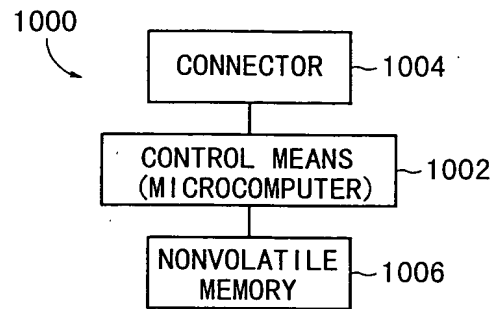 1000
CONNECTOR
1004
CONTROL MEANS
(MICROCOMPUTER)
1002
NONVOLATILE
MEMORY
1006